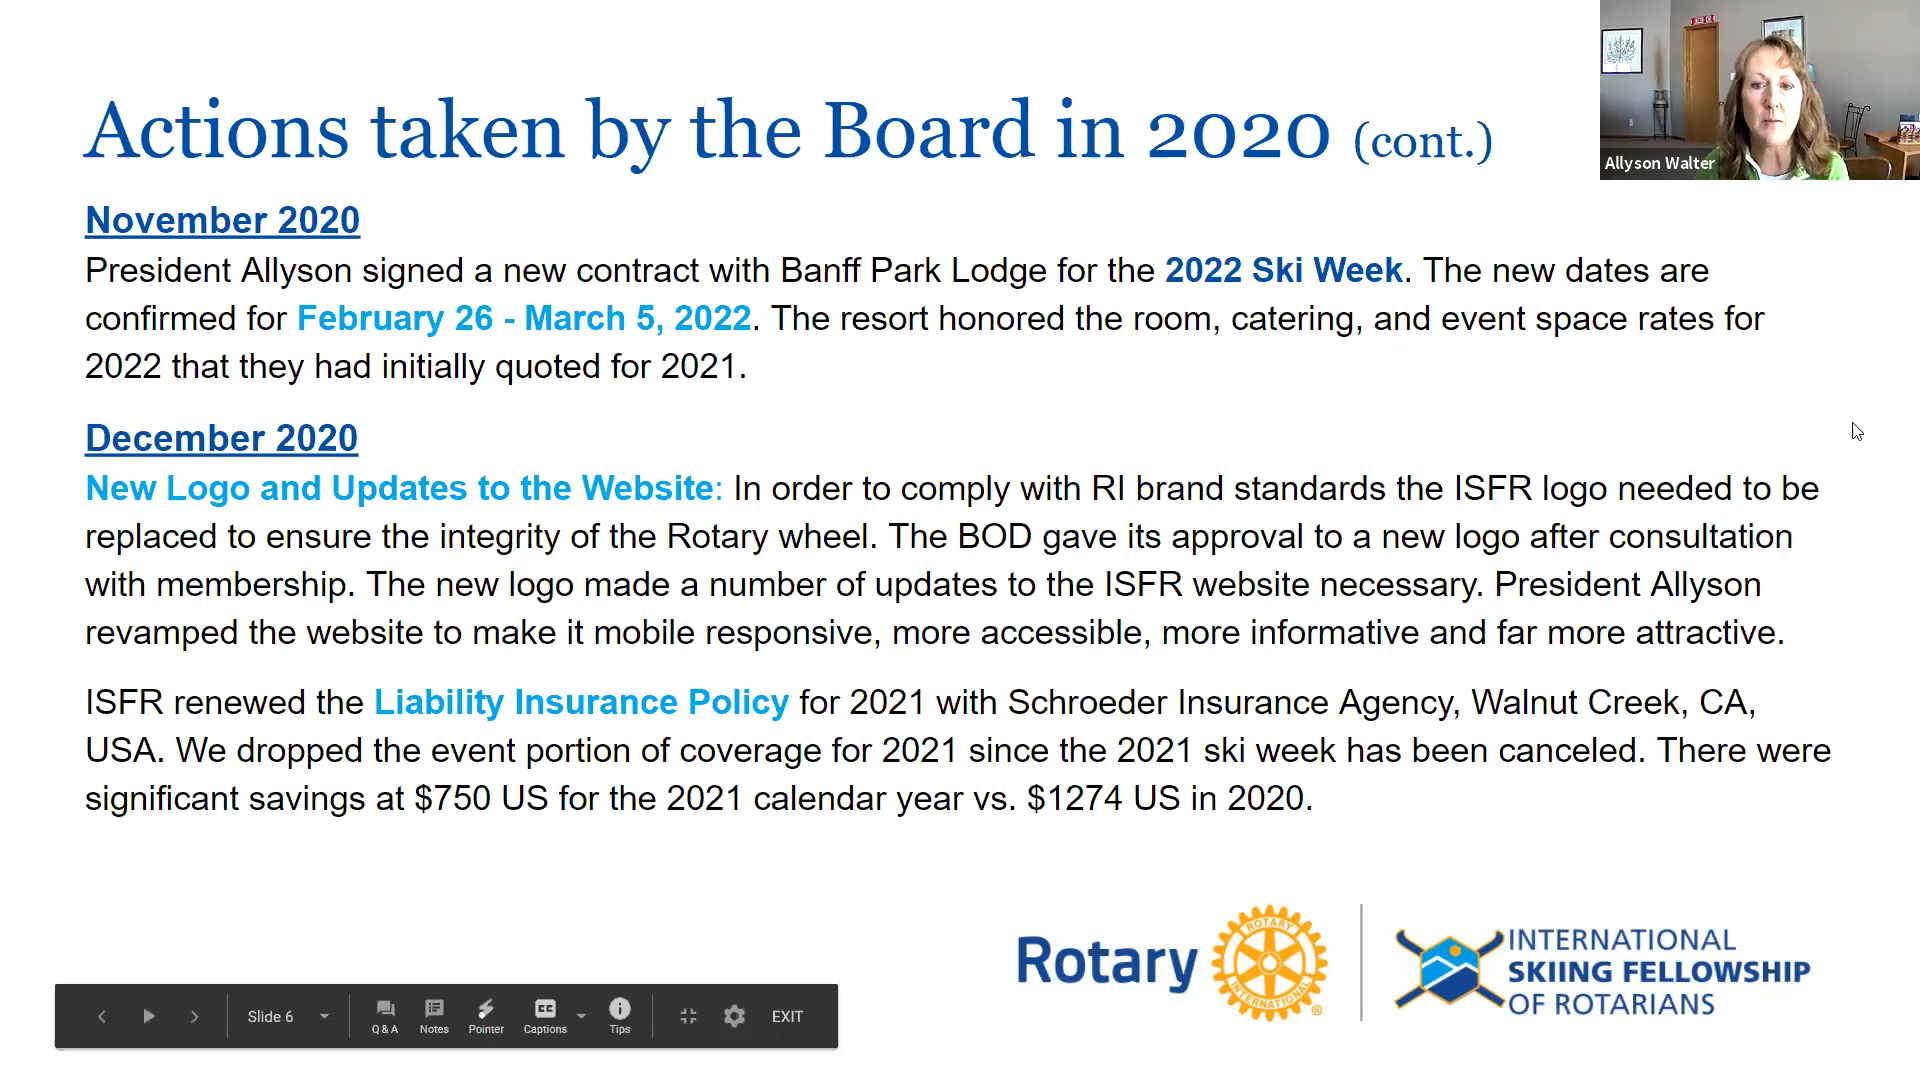 Actions taken by the Board in 2020 (cont.)
Allyson Walter
November 2020
President Allyson signed a new contract with Banff Park Lodge for the 2022 Ski Week. The new dates are
confirmed for February 26 - March 5, 2022. The resort honored the room, catering, and event space rates for
2022 that they had initially quoted for 2021.
December 2020
New Logo and Updates to the Website: In order to comply with RI brand standards the ISFR logo needed to be
replaced to ensure the integrity of the Rotary wheel. The BOD gave its approval to a new logo after consultation
with membership. The new logo made a number of updates to the ISFR website necessary. President Allyson
revamped the website to make it mobile responsive, more accessible, more informative and far more attractive.
ISFR renewed the Liability Insurance Policy for 2021 with Schroeder Insurance Agency, Walnut Creek, CA,
USA. We dropped the event portion of coverage for 2021 since the 2021 ski week has been canceled. There were
significant savings at $750 US for the 2021 calendar year vs. $1274 US in 2020.
Rotary
ROTARY
INTERNATIONAL
®
INTERNATIONAL
SKIING FELLOWSHIP
OF ROTARIANS
Slide 6
Q & A
Notes
Pointer
CC
Captions
Tips
EXIT